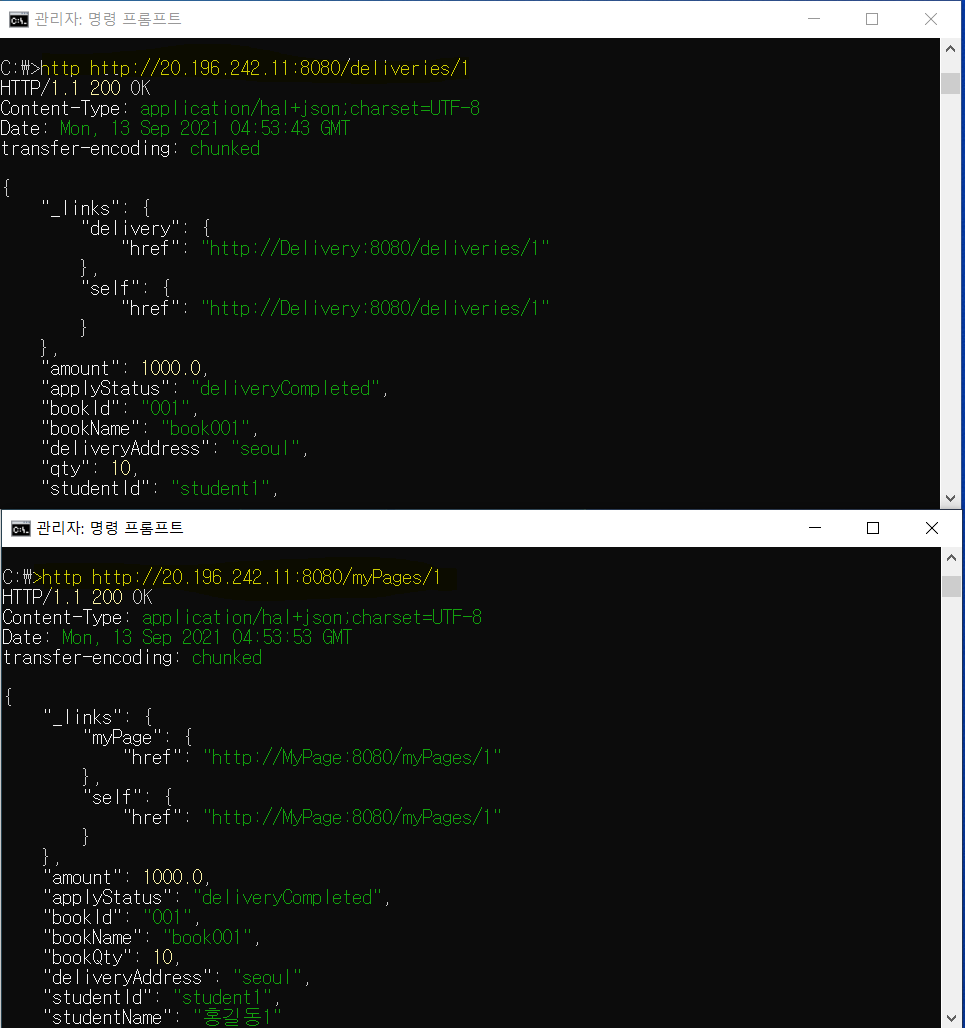 관리자: 명령 프롬프트
C:\>http http://20.196.242.11:8080/deliveries/1
HTTP/1.1 200 OK
Content-Type: application/hal+json;charset=UTF-8
Date: Mon, 13 Sep 2021 04:53:43 GMT
transfer-encoding: chunked
{
"_links": {
"delivery": {
"href": "http://Delivery:8080/deliveries/1"
},
"self": {
"href": "http://Delivery:8080/deliveries/1"
}
},
"amount": 1000.0,
"applyStatus": "deliveryCompleted",
"bookId": "001",
"bookName": "book001",
"deliveryAddress": "seoul",
"qty": 10,
"studentId": "student1",
관리자: 명령 프롬프트
C:\>http http://20.196.242.11:8080/myPages/1
HTTP/1.1 200 OK
Content-Type: application/hal+json;charset=UTF-8
Date: Mon, 13 Sep 2021 04:53:53 GMT
transfer-encoding: chunked
{
"_links": {
"myPage": {
"href": "http://MyPage:8080/myPages/1"
},
"self": {
"href": "http://MyPage:8080/myPages/1"
}
},
"amount": 1000.0,
"applyStatus": "deliveryCompleted",
"bookId": "001",
"bookName": "book001",
"bookQty": 10,
"deliveryAddress": "seoul",
"studentId": "student1",
"studentName": "홍길동1"